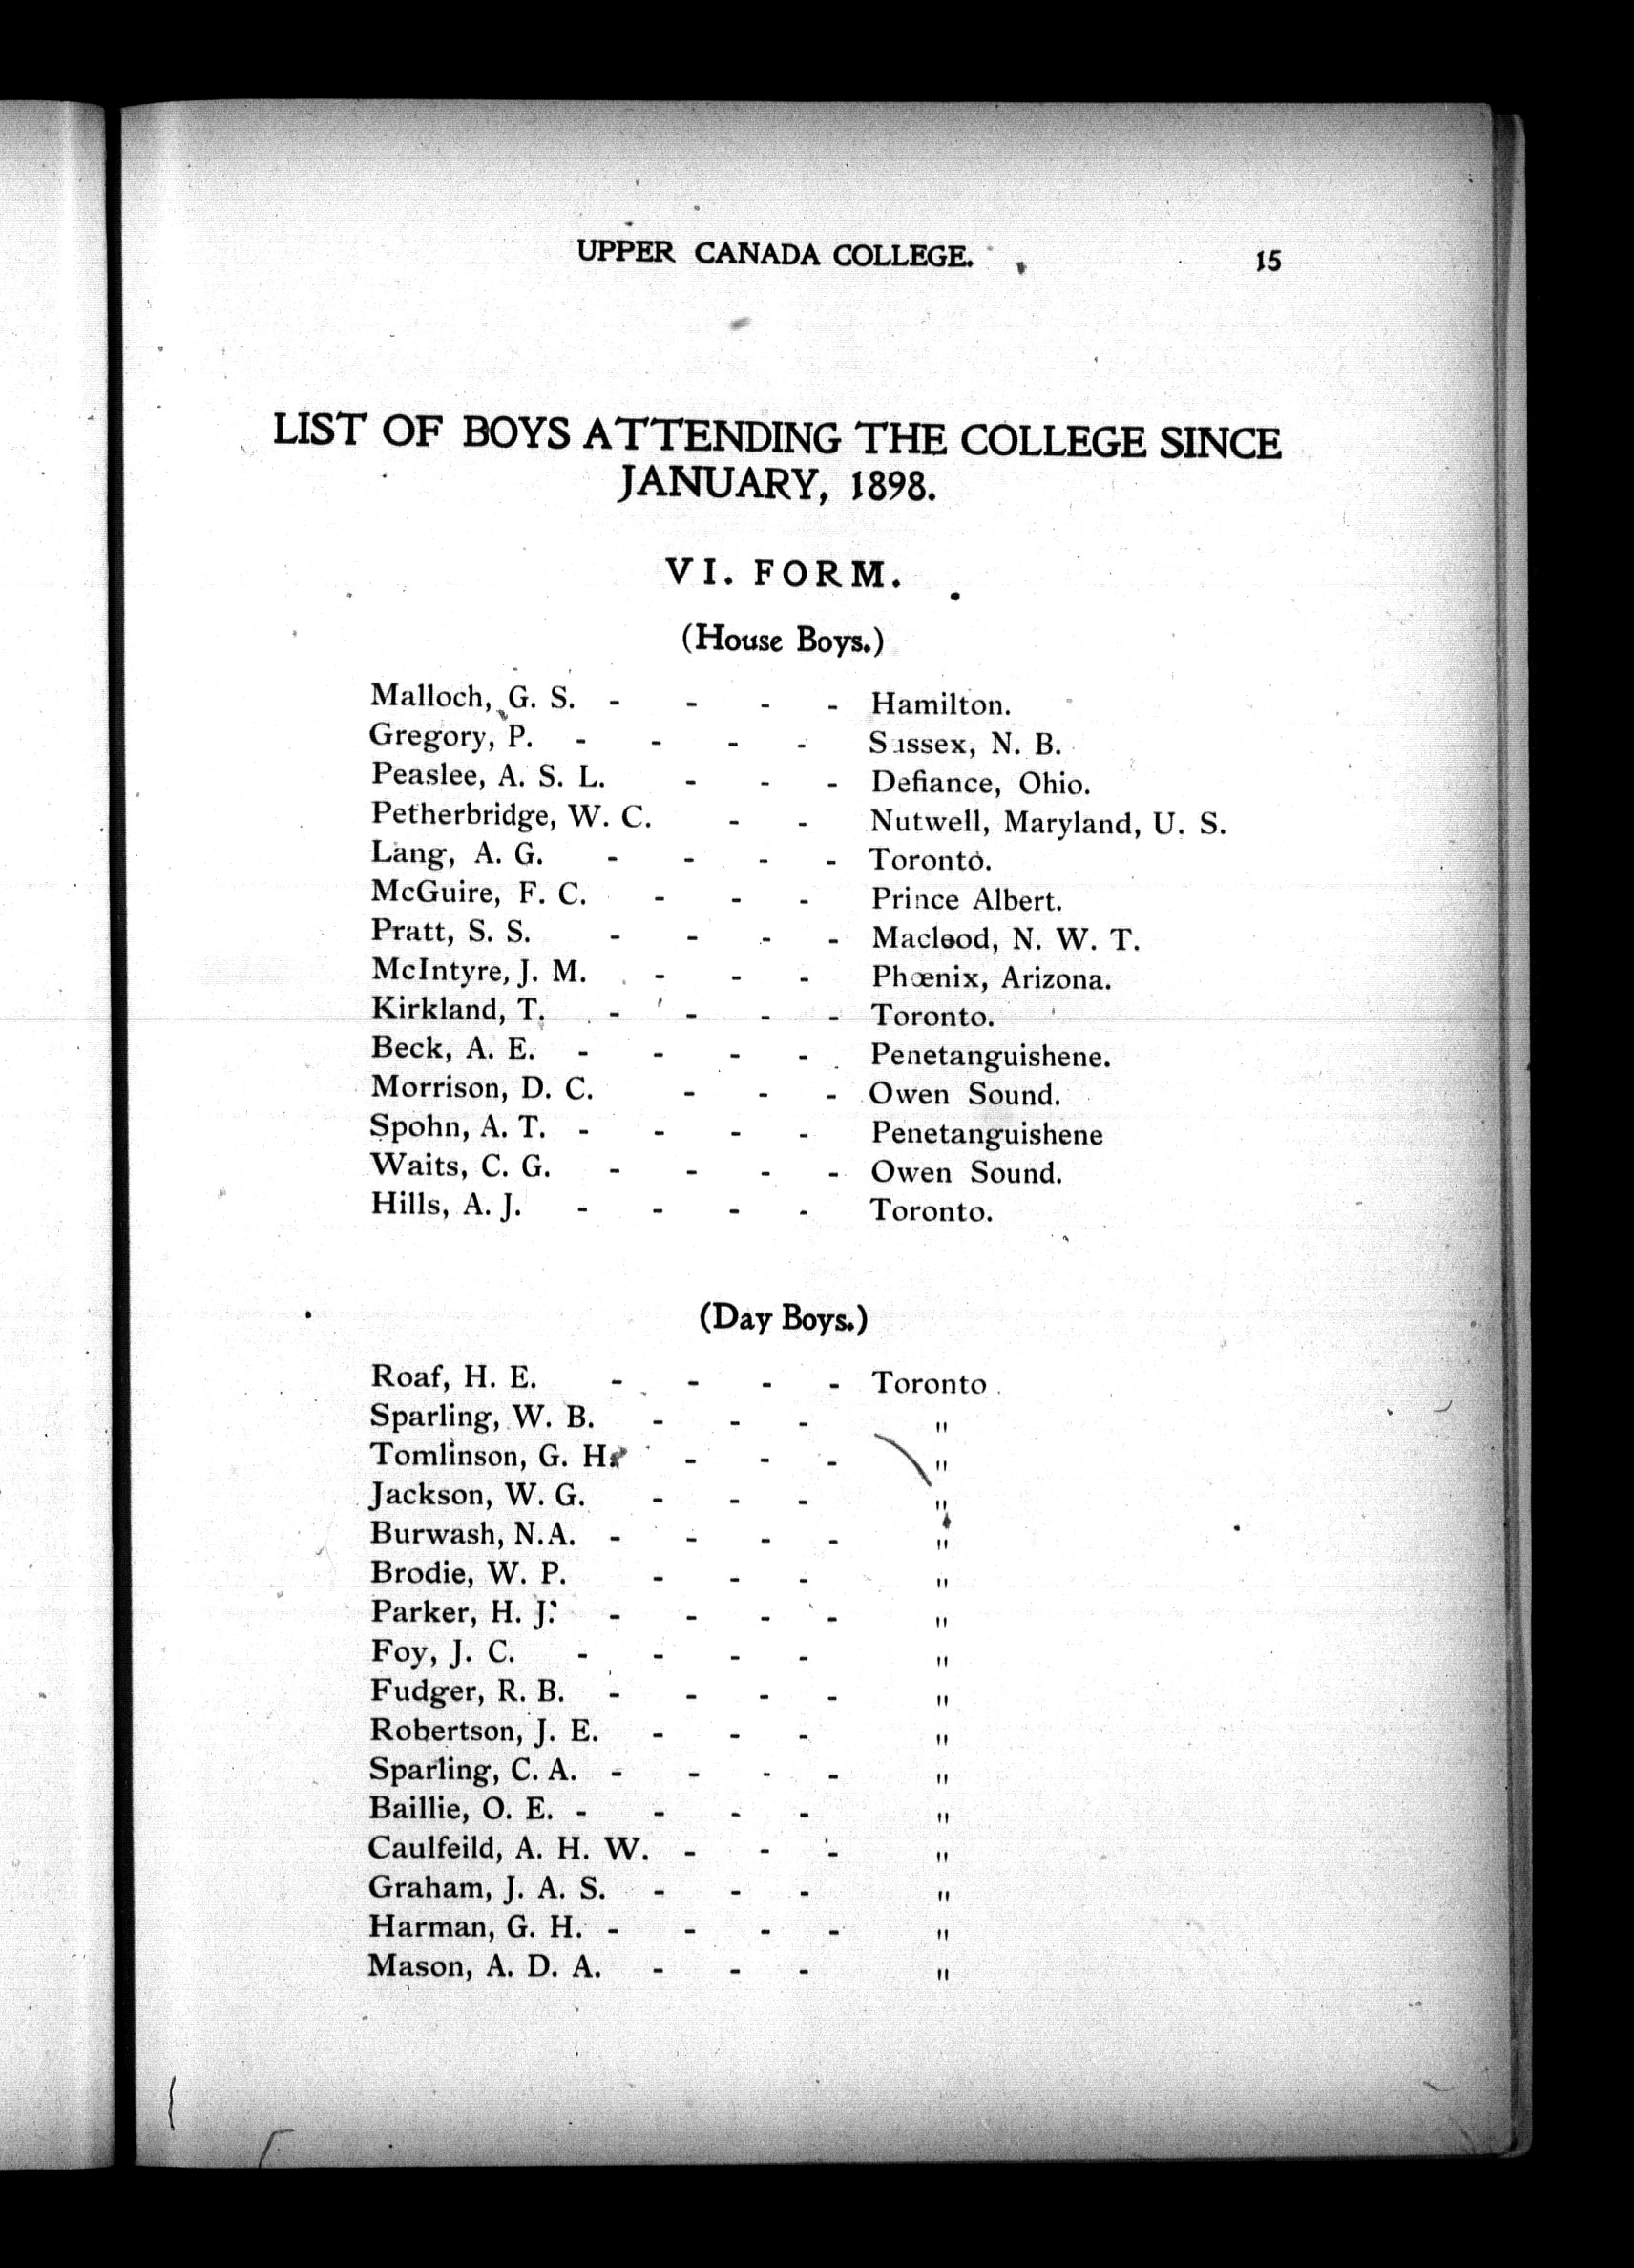 UPPER CANADA COLLEGE. 15
LIST OF BOYS ATTENDING THE COLLEGE SINCE
JANUARY, 1898.
VI. FORM.
(House Boys.)
Malloch, G. S. - - - - Hamilton.
Gregory, P. - - - - Sussex, N. B.
Peaslee, A. S. L. - - - Defiance, Ohio.
Petherbridge, W. C. - - Nutwell, Maryland, U. S.
Lang, A. G. - - - - Toronto.
McGuire, F. C. - - - Prince Albert.
Pratt, S. S. - - - - Macleod, N. W. T.
McIntyre, J. M. - - - Phœnix, Arizona.
Kirkland, T. - - - - Toronto.
Beck, A. E. - - - - Penetanguishene.
Morrison, D. C. - - - Owen Sound.
Spohn, A. T. - - - - Penetanguishene
Waits, C. G. - - - - Owen Sound.
Hills, A. J. - - - - Toronto.
(Day Boys.)
Roaf, H. E. - - - - Toronto
Sparling, W. B. - - - "
Tomlinson, G. H. - - - "
Jackson, W. G. - - - "
Burwash, N.A. - - - - "
Brodie, W. P. - - - "
Parker, H. J. - - - - "
Foy, J. C. - - - - "
Fudger, R. B. - - - - "
Robertson, J. E. - - - "
Sparling, C. A. - - - - "
Baillie, O. E. - - - - "
Caulfeild, A. H. W. - - - "
Graham, J. A. S. - - - "
Harman, G. H. - - - - "
Mason, A. D. A. - - - "